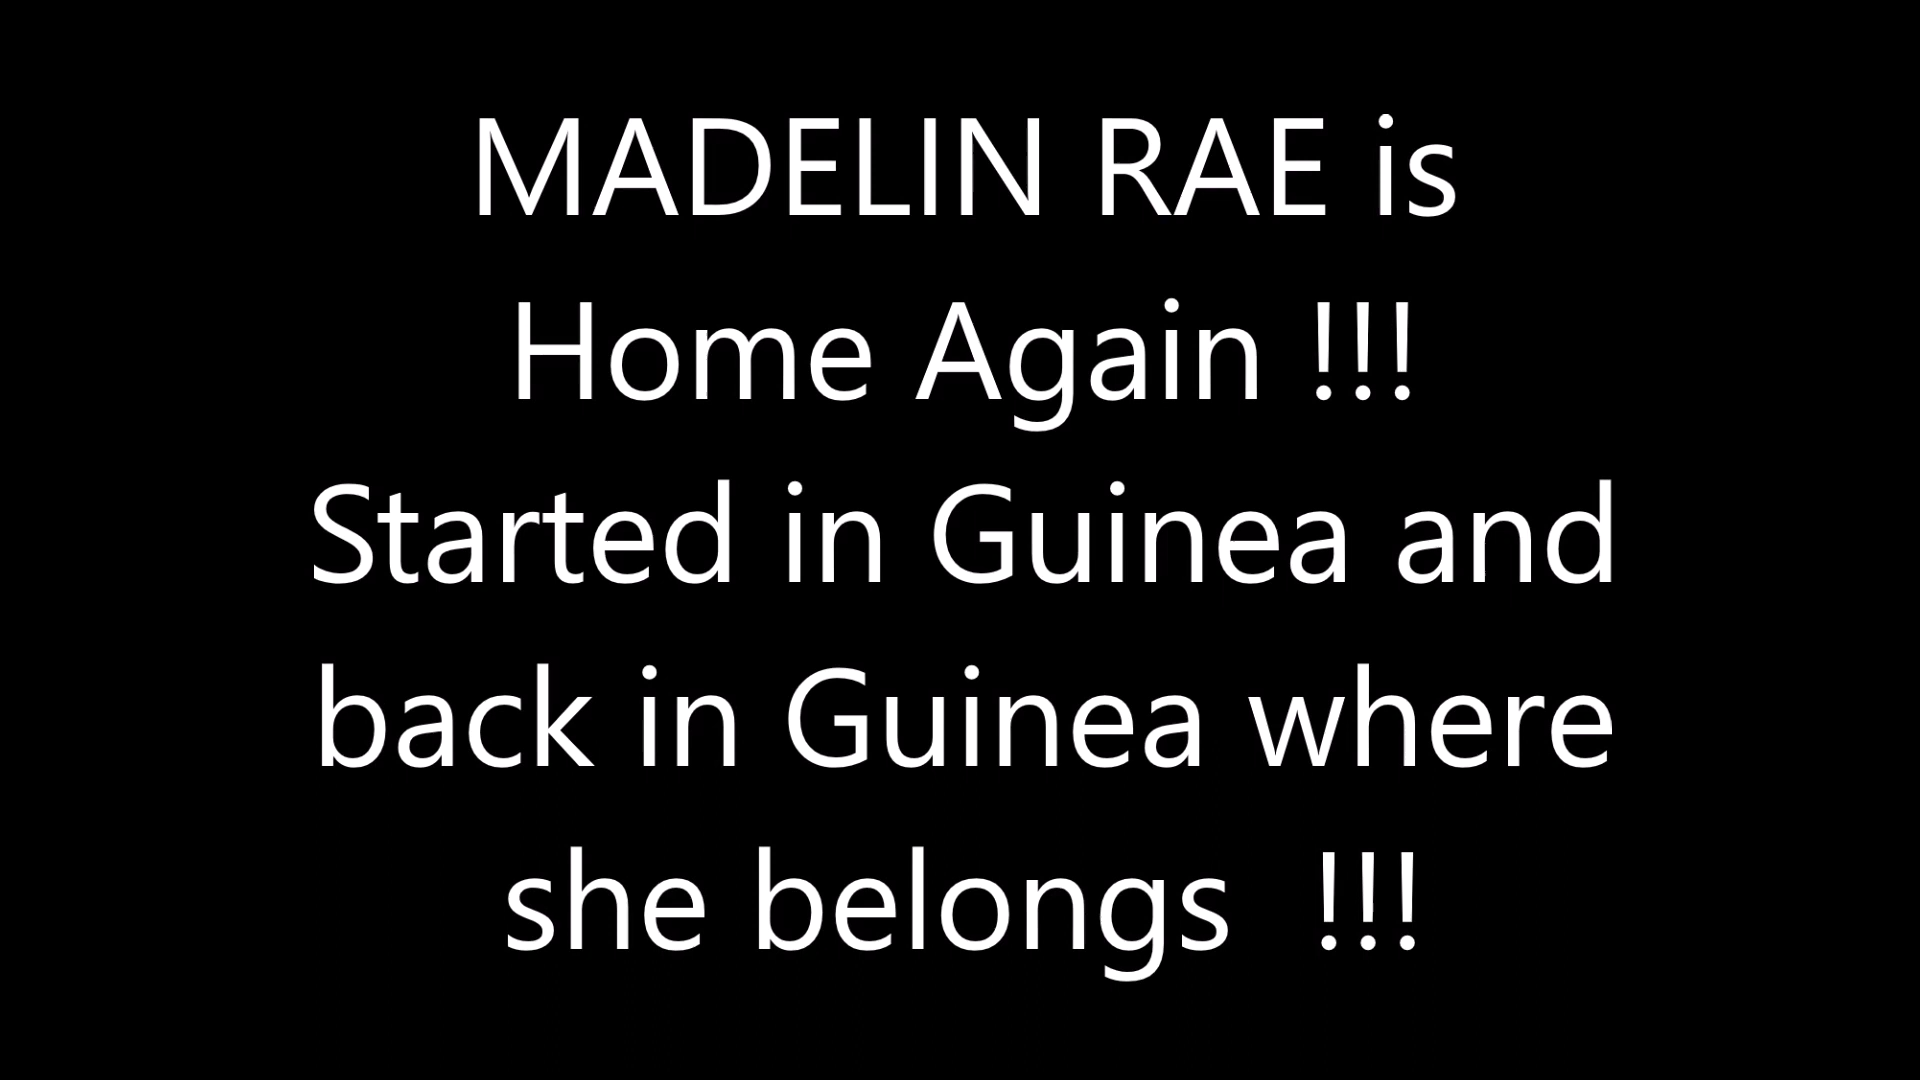 MADELIN RAE is
Home Again !!!
Started in Guinea and
back in Guinea where
she belongs  !!!